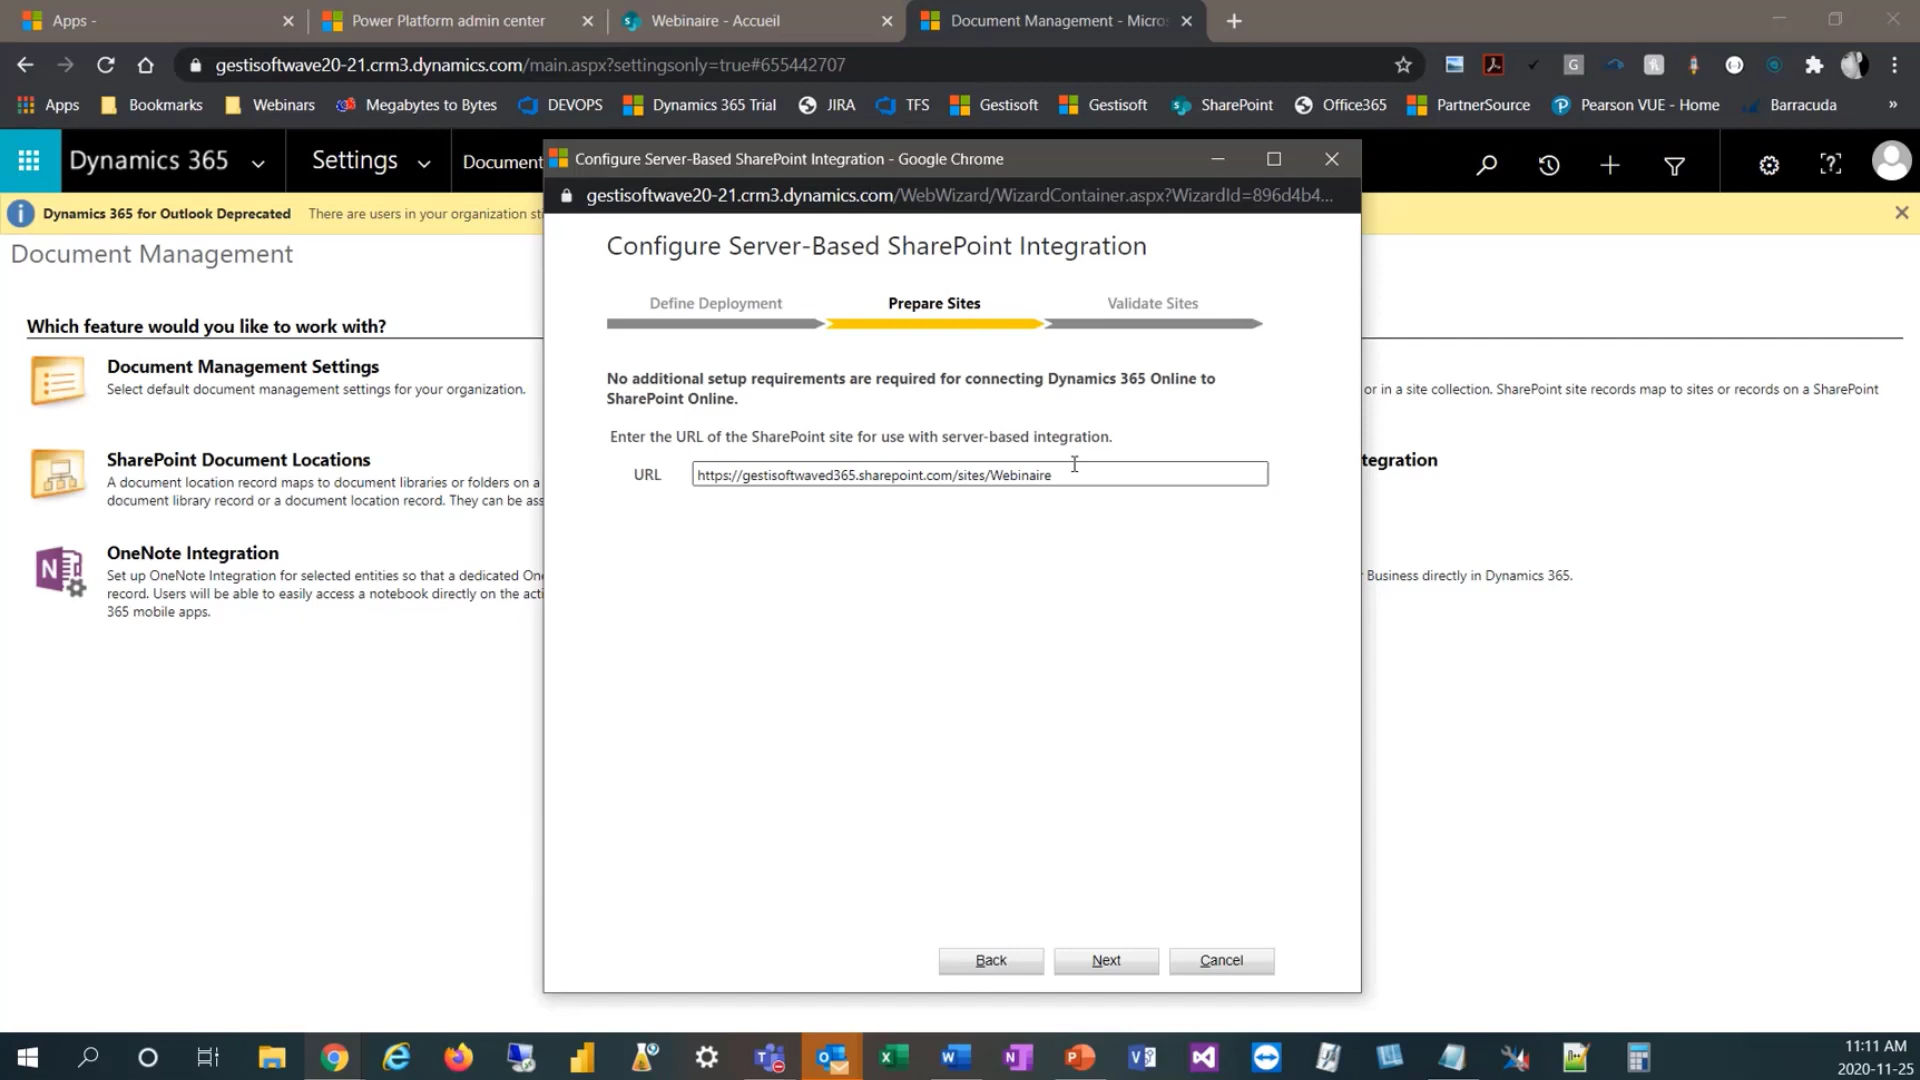 Apps -
Power Platform admin center
Webinaire - Accueil
Document Management - Micros
gestisoftwave20-21.crm3.dynamics.com/main.aspx?settingsonly=true#655442707
Apps
Bookmarks
Webinars
Megabytes to Bytes
DEVOPS
Dynamics 365 Trial
JIRA
TFS
Gestisoft
Gestisoft
SharePoint
Office365
PartnerSource
Pearson VUE - Home
Barracuda
»
Dynamics 365
Settings
Document
Configure Server-Based SharePoint Integration - Google Chrome
gestisoftwave20-21.crm3.dynamics.com/WebWizard/WizardContainer.aspx?WizardId=896d4b4...
Dynamics 365 for Outlook Deprecated There are users in your organization st
Document Management
Which feature would you like to work with?
Document Management Settings
Select default document management settings for your organization.
SharePoint Document Locations
A document location record maps to document libraries or folders on a
document library record or a document location record. They can be ass
OneNote Integration
Set up OneNote Integration for selected entities so that a dedicated On
record. Users will be able to easily access a notebook directly on the acti
365 mobile apps.
or in a site collection. SharePoint site records map to sites or records on a SharePoint
tegration
Business directly in Dynamics 365.
Configure Server-Based SharePoint Integration
Define Deployment
Prepare Sites
Validate Sites
No additional setup requirements are required for connecting Dynamics 365 Online to
SharePoint Online.
Enter the URL of the SharePoint site for use with server-based integration.
URL
https://gestisoftwaved365.sharepoint.com/sites/Webinaire
Back
Next
Cancel
11:11 AM
2020-11-25